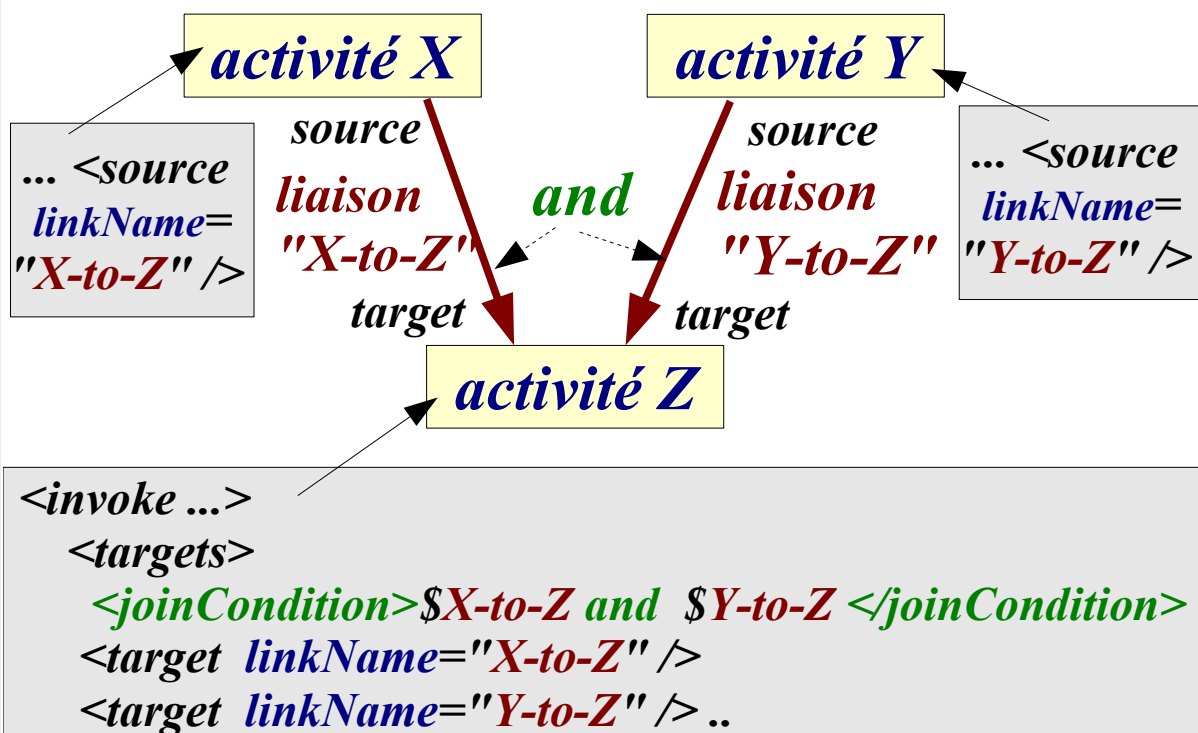 activité X
activité Y
source
source
... <source
linkName=
"X-to-Z" />
liaison
"X-to-Z"
and
liaison
"Y-to-Z"
... <source
linkName=
"Y-to-Z" />
target
target
activité Z
<invoke ...>
<targets>
<joinCondition>$X-to-Z and $Y-to-Z </joinCondition>
<target linkName="X-to-Z" />
<target linkName="Y-to-Z" /> ..